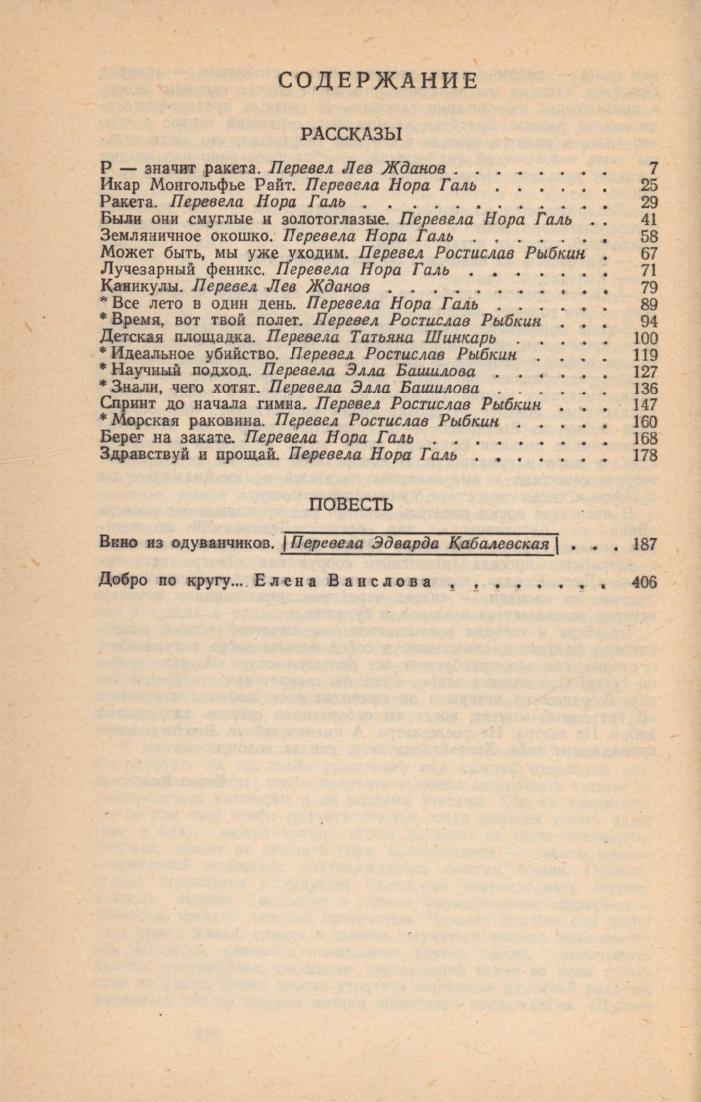 СОДЕРЖАНИЕ
РАССКАЗЫ
Р — значит ракета. Перевел Лев Жданов . . . . . . . . 7
Икар Монгольфье Райт. Перевела Нора Галь . . . . . . 25
Ракета. Перевела Нора Галь . . . . . . . . . . . . 29
Были они смуглые и золотоглазые. Перевела Нора Галь . . 41
Земляничное окошко. Перевела Нора Галь . . . . . . . 58
Может быть, мы уже уходим. Перевел Ростислав Рыбкин . 67
Лучезарный феникс. Перевела Нора Галь . . . . . . . 71
Каникулы. Перевел Лев Жданов . . . . . . . . . . . 79
* Все лето в один день. Перевела Нора Галь . . . . . . 89
* Время, вот твой полет. Перевел Ростислав Рыбкин . . . 94
Детская площадка. Перевела Татьяна Шинкарь . . . . . 100
* Идеальное убийство. Перевел Ростислав Рыбкин . . . . 119
* Научный подход. Перевела Элла Башилова . . . . . . 127
* Знали, чего хотят. Перевела Элла Башилова . . . . . . 136
Спринт до начала гимна. Перевел Ростислав Рыбкин . . . 147
* Морская раковина. Перевел Ростислав Рыбкин . . . . . 160
Берег на закате. Перевела Нора Галь . . . . . . . . . 168
Здравствуй и прощай. Перевела Нора Галь . . . . . . . 178
ПОВЕСТЬ
Вино из одуванчиков. Перевела Эдварда Кабалевская . . . 187
Добро по кругу... Елена Ванслова . . . . . . . . 406